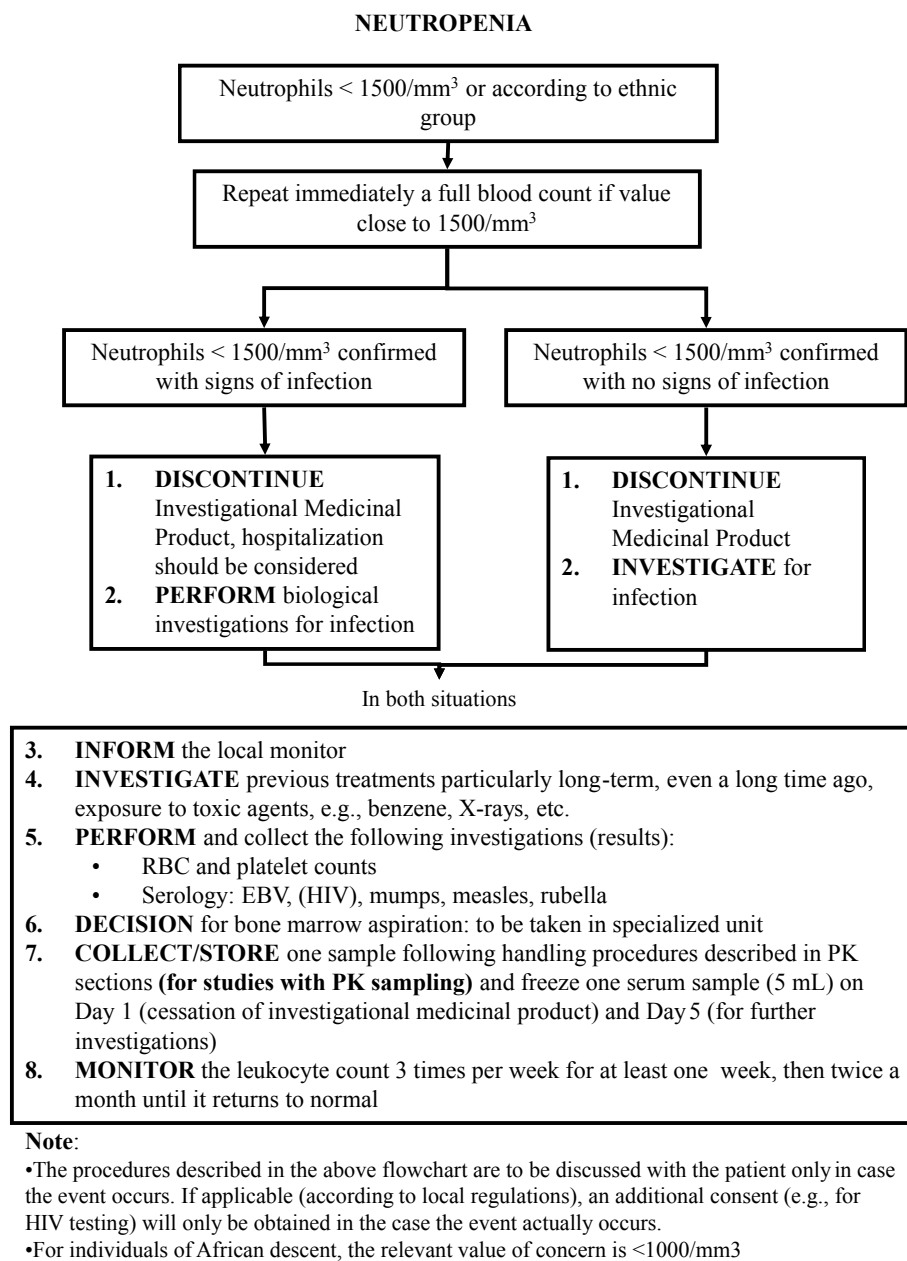 NEUTROPENIA
Neutrophils < 1500/mm³ or according to ethnic
group
Repeat immediately a full blood count if value
close to 1500/mm³
Neutrophils < 1500/mm³ confirmed
with signs of infection
Neutrophils < 1500/mm³ confirmed
with no signs of infection
1. DISCONTINUE
Investigational Medicinal
Product, hospitalization
should be considered
2. PERFORM biological
investigations for infection
1. DISCONTINUE
Investigational
Medicinal Product
2. INVESTIGATE for
infection
In both situations
3. INFORM the local monitor
4. INVESTIGATE previous treatments particularly long-term, even a long time ago,
exposure to toxic agents, e.g., benzene, X-rays, etc.
5. PERFORM and collect the following investigations (results):
• RBC and platelet counts
• Serology: EBV, (HIV), mumps, measles, rubella
6. DECISION for bone marrow aspiration: to be taken in specialized unit
7. COLLECT/STORE one sample following handling procedures described in PK
sections (for studies with PK sampling) and freeze one serum sample (5 mL) on
Day 1 (cessation of investigational medicinal product) and Day 5 (for further
investigations)
8. MONITOR the leukocyte count 3 times per week for at least one week, then twice a
month until it returns to normal
Note:
•The procedures described in the above flowchart are to be discussed with the patient only in case
the event occurs. If applicable (according to local regulations), an additional consent (e.g., for
HIV testing) will only be obtained in the case the event actually occurs.
•For individuals of African descent, the relevant value of concern is <1000/mm3